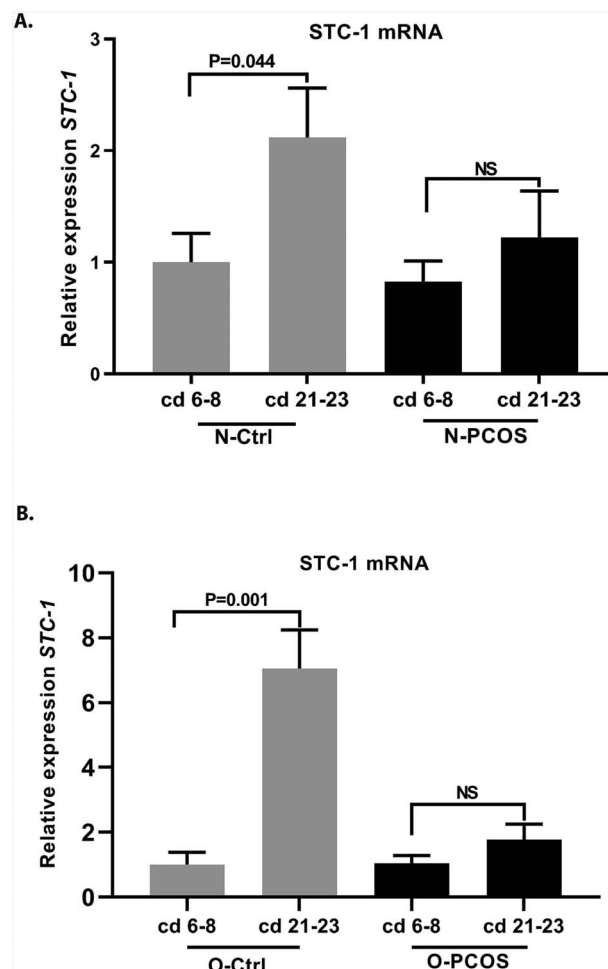 A.
STC-1 mRNA
Relative expression STC-1
3
2
1
0
P=0.044
NS
cd 6-8 cd 21-23 cd 6-8 cd 21-23
N-Ctrl N-PCOS
B.
STC-1 mRNA
Relative expression STC-1
10
8
6
4
2
0
P=0.001
NS
cd 6-8 cd 21-23 cd 6-8 cd 21-23
O-Ctrl O-PCOS